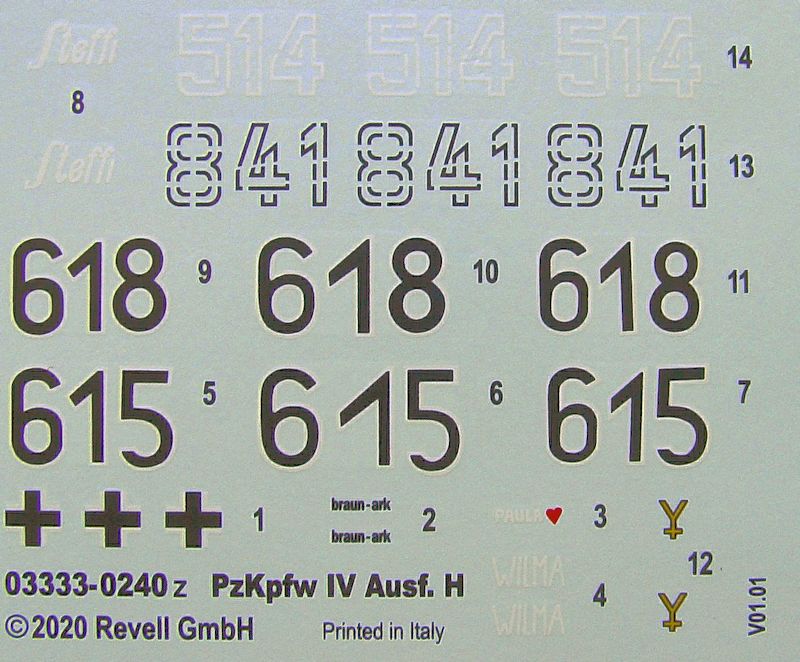 Steffi 514 514 514 14
8
Steffi 841 841 841 13
618 9 618 10 618 11
615 5 615 6 615 7
1 braun-ark 2 PAULA 3
braun-ark
WILMA 12
03333-0240 z PzKpfw IV Ausf. H 4
WILMA
©2020 Revell GmbH Printed in Italy V01.01